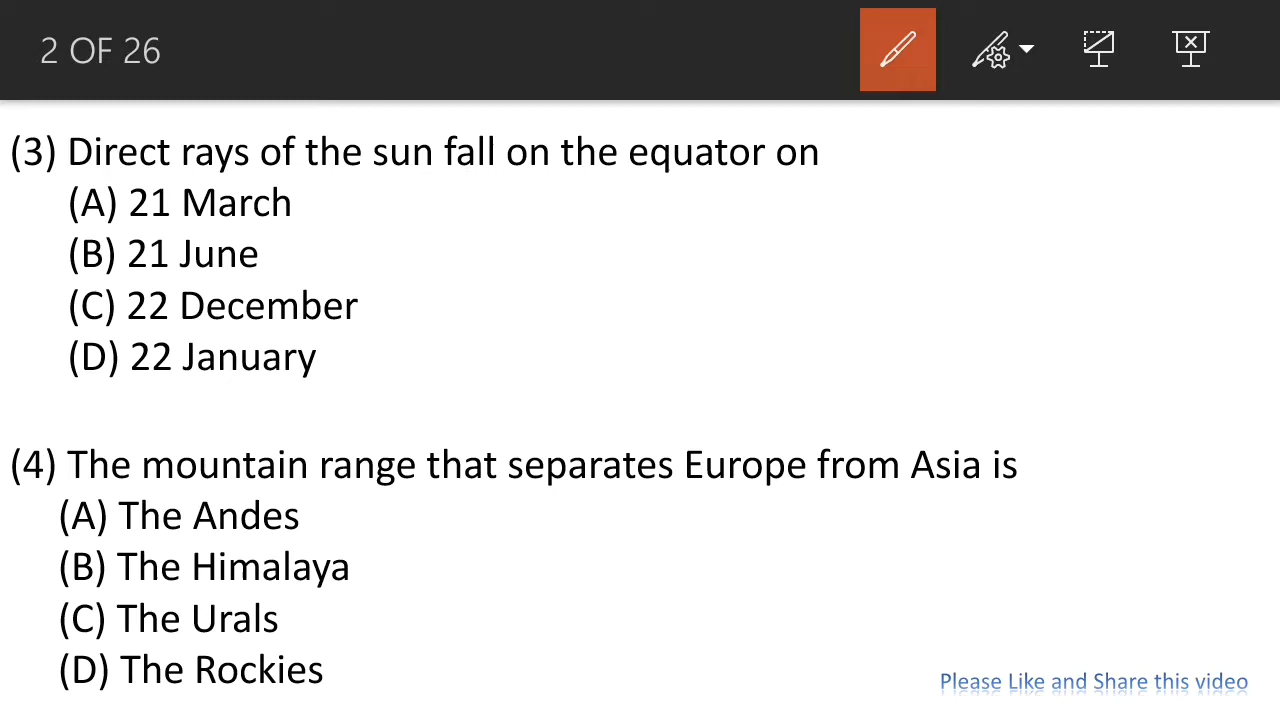 2 OF 26
(3) Direct rays of the sun fall on the equator on
(A) 21 March
(B) 21 June
(C) 22 December
(D) 22 January
(4) The mountain range that separates Europe from Asia is
(A) The Andes
(B) The Himalaya
(C) The Urals
(D) The Rockies
Please Like and Share this video